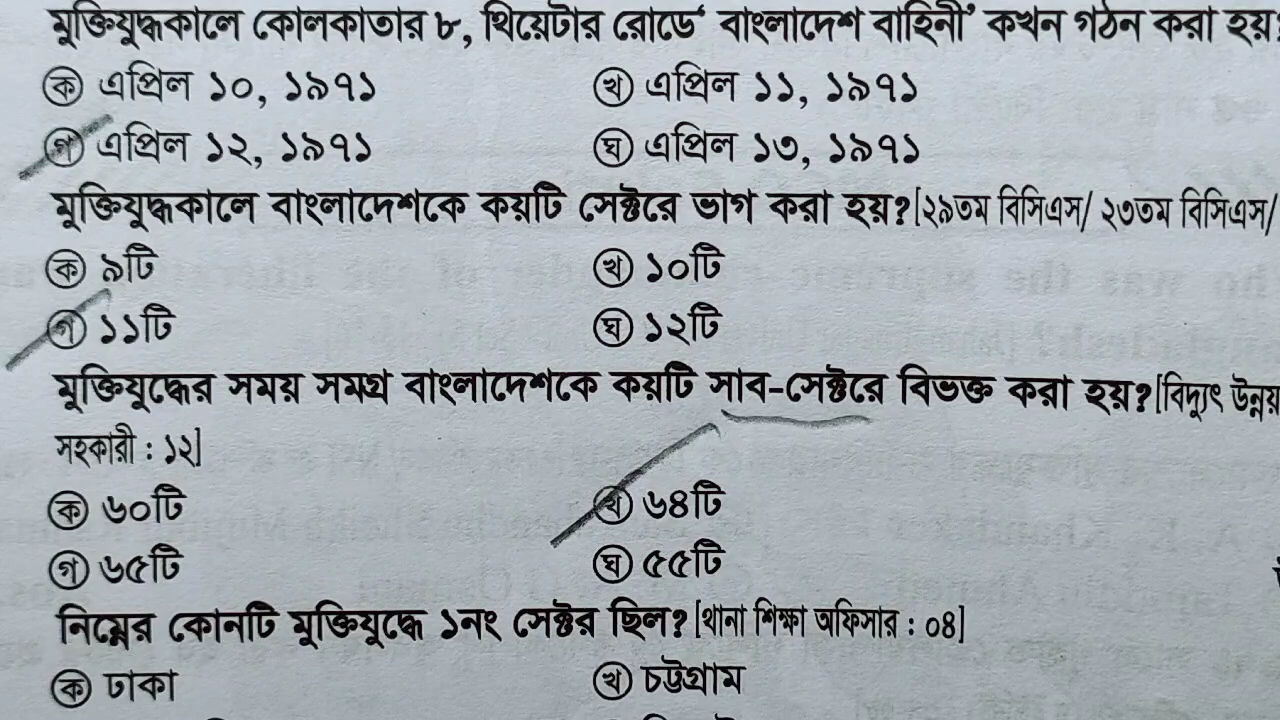 মুক্তিযুদ্ধকালে কোলকাতার ৮, থিয়েটার রোডে‘ বাংলাদেশ বাহিনী’ কখন গঠন করা হয়?
ক এপ্রিল ১০, ১৯৭১ খ এপ্রিল ১১, ১৯৭১
গ এপ্রিল ১২, ১৯৭১ ঘ এপ্রিল ১৩, ১৯৭১
মুক্তিযুদ্ধকালে বাংলাদেশকে কয়টি সেক্টরে ভাগ করা হয়?[২৯তম বিসিএস/ ২৩তম বিসিএস/
ক ৯টি খ ১০টি
গ ১১টি ঘ ১২টি
মুক্তিযুদ্ধের সময় সমগ্র বাংলাদেশকে কয়টি সাব-সেক্টরে বিভক্ত করা হয়?[বিদ্যুৎ উন্নয়
সহকারী : ১২]
ক ৬০টি খ ৬৪টি
গ ৬৫টি ঘ ৫৫টি
নিম্নের কোনটি মুক্তিযুদ্ধে ১নং সেক্টর ছিল? [থানা শিক্ষা অফিসার : ০৪]
ক ঢাকা খ চট্টগ্রাম